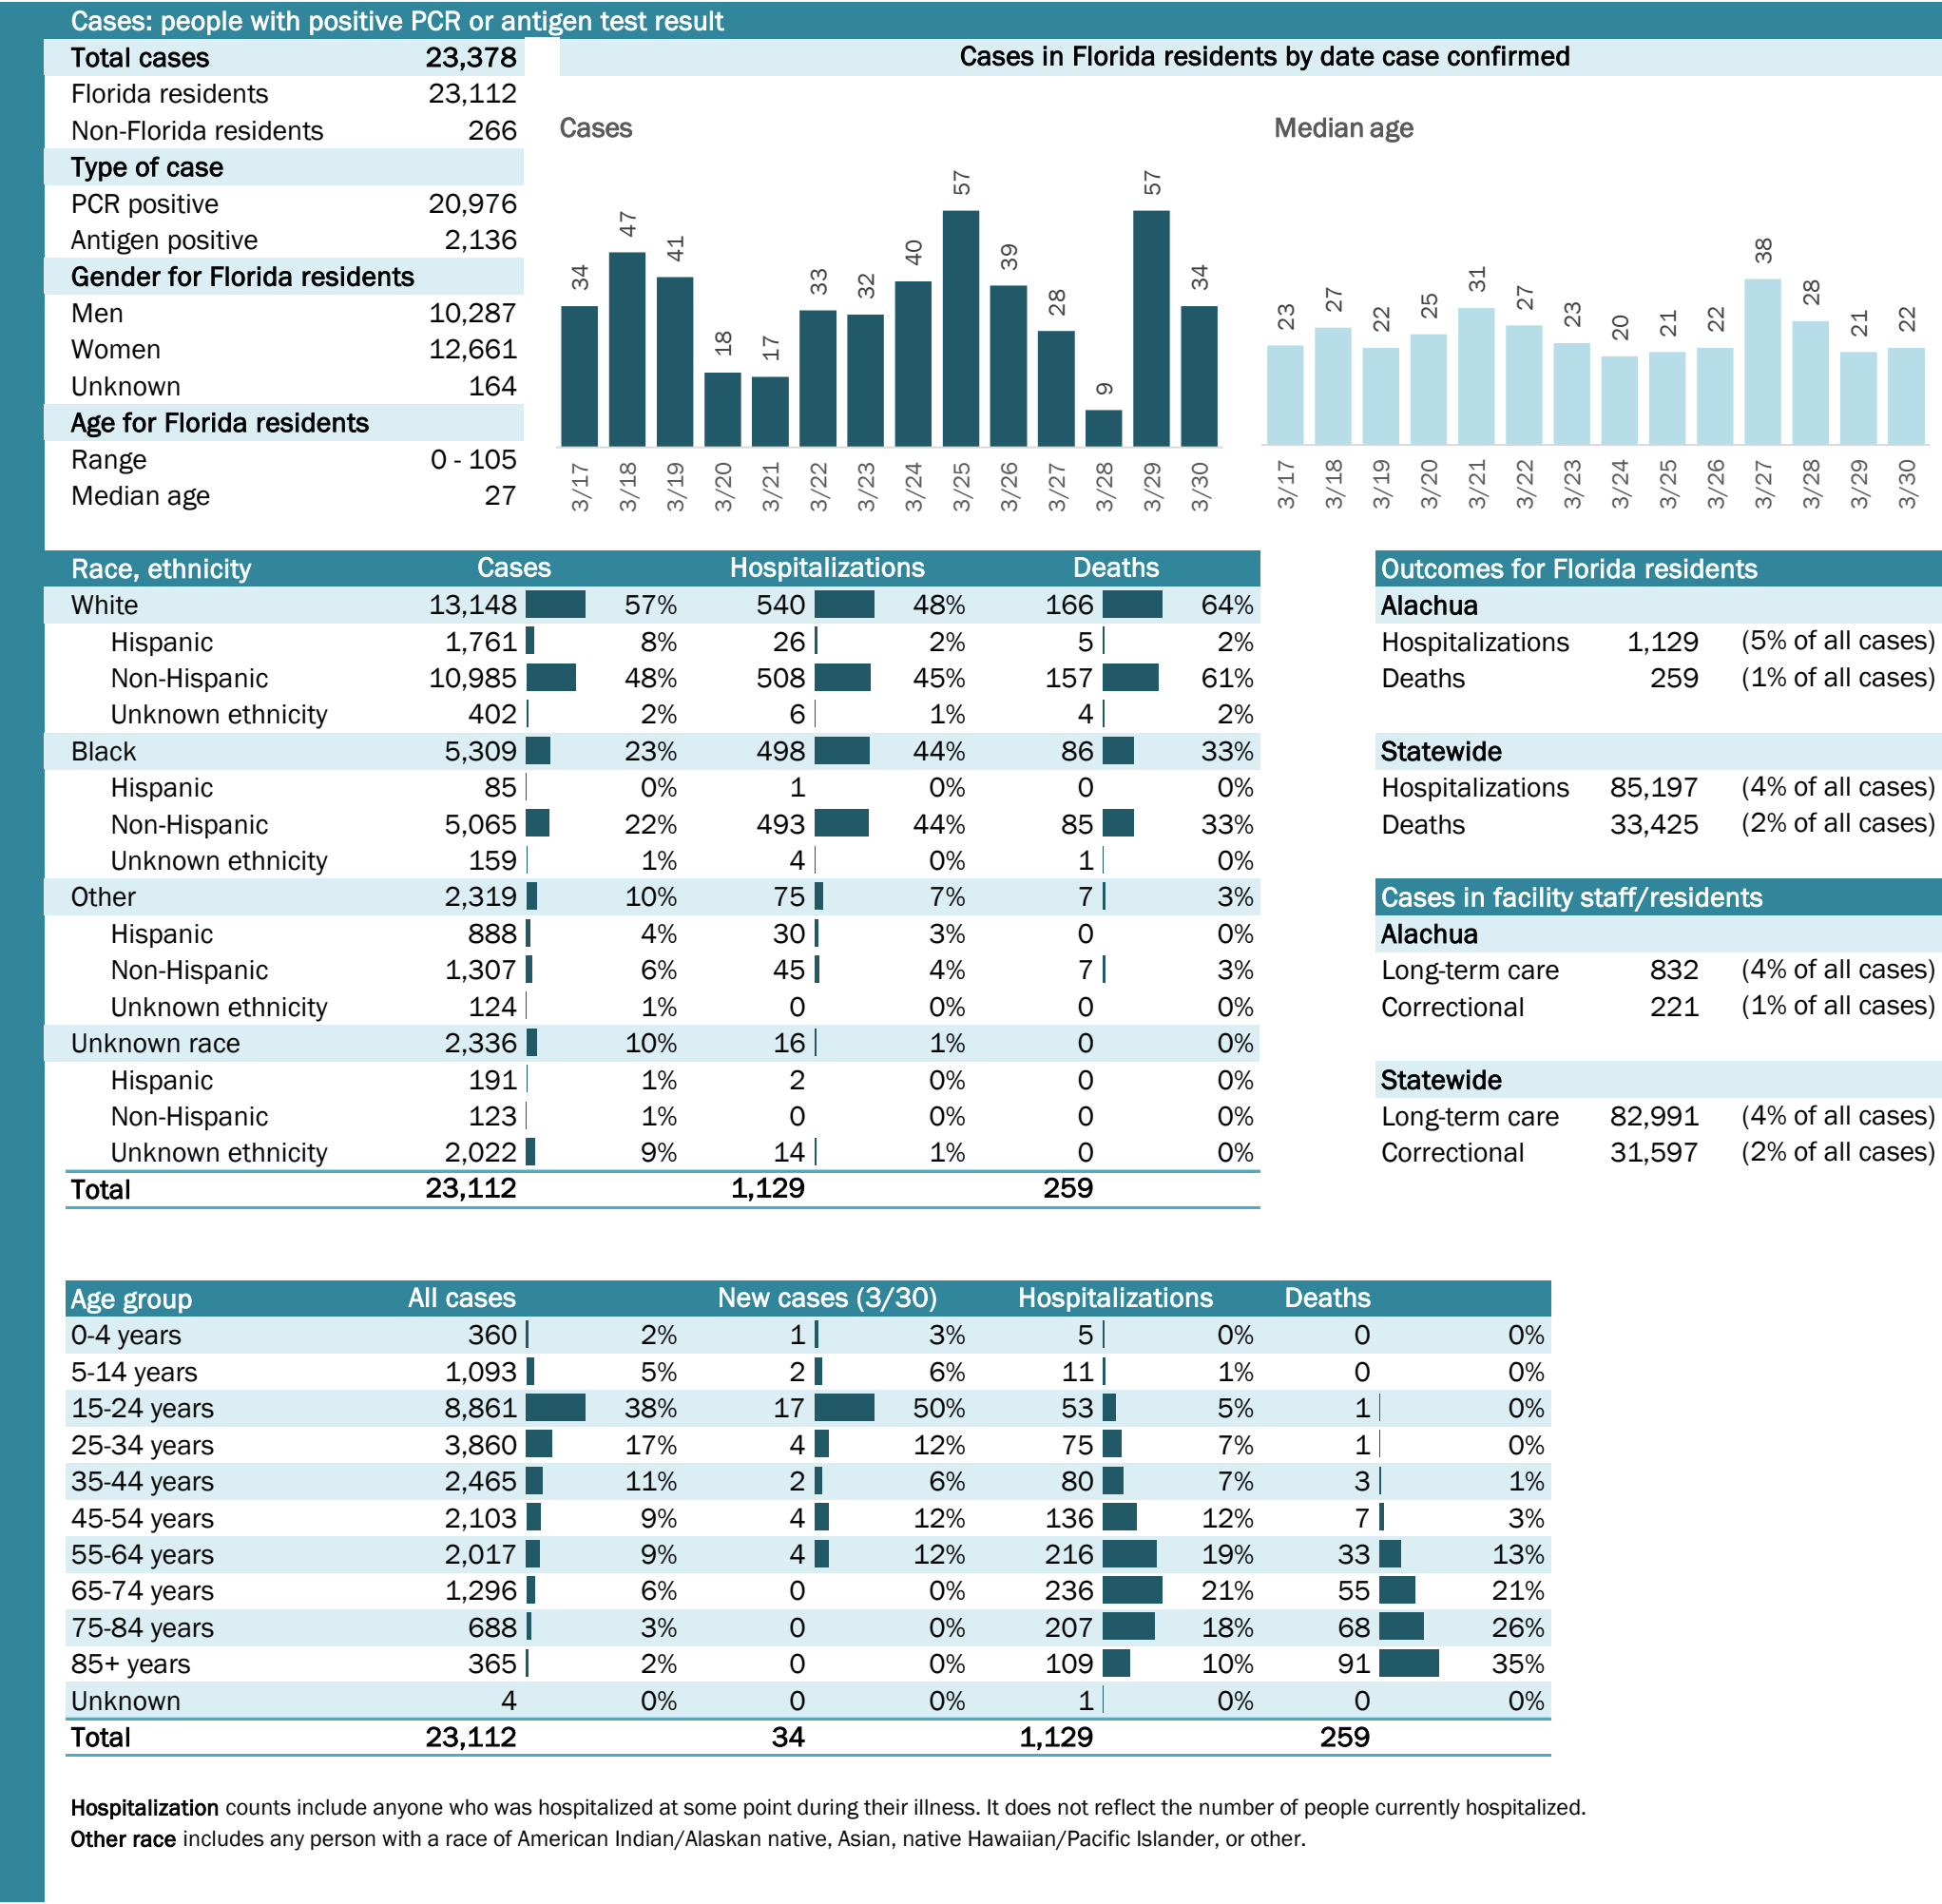 Cases: people with positive PCR or antigen test result
Total cases 23,378
Florida residents 23,112
Non-Florida residents 266
Type of case
PCR positive 20,976
Antigen positive 2,136
Gender for Florida residents
Men 10,287
Women 12,661
Unknown 164
Age for Florida residents
Range 0 - 105
Median age 27
Cases in Florida residents by date case confirmed
Cases
34 47 41 18 17 33 32 40 57 39 28 9 57 34
3/17 3/18 3/19 3/20 3/21 3/22 3/23 3/24 3/25 3/26 3/27 3/28 3/29 3/30
Median age
23 27 22 25 31 27 23 20 21 22 38 28 21 22
3/17 3/18 3/19 3/20 3/21 3/22 3/23 3/24 3/25 3/26 3/27 3/28 3/29 3/30
Race, ethnicity Cases Hospitalizations Deaths
White 13,148 57% 540 48% 166 64%
Hispanic 1,761 8% 26 2% 5 2%
Non-Hispanic 10,985 48% 508 45% 157 61%
Unknown ethnicity 402 2% 6 1% 4 2%
Black 5,309 23% 498 44% 86 33%
Hispanic 85 0% 1 0% 0 0%
Non-Hispanic 5,065 22% 493 44% 85 33%
Unknown ethnicity 159 1% 4 0% 1 0%
Other 2,319 10% 75 7% 7 3%
Hispanic 888 4% 30 3% 0 0%
Non-Hispanic 1,307 6% 45 4% 7 3%
Unknown ethnicity 124 1% 0 0% 0 0%
Unknown race 2,336 10% 16 1% 0 0%
Hispanic 191 1% 2 0% 0 0%
Non-Hispanic 123 1% 0 0% 0 0%
Unknown ethnicity 2,022 9% 14 1% 0 0%
Total 23,112 1,129 259
Outcomes for Florida residents
Alachua
Hospitalizations 1,129 (5% of all cases)
Deaths 259 (1% of all cases)
Statewide
Hospitalizations 85,197 (4% of all cases)
Deaths 33,425 (2% of all cases)
Cases in facility staff/residents
Alachua
Long-term care 832 (4% of all cases)
Correctional 221 (1% of all cases)
Statewide
Long-term care 82,991 (4% of all cases)
Correctional 31,597 (2% of all cases)
Age group All cases New cases (3/30) Hospitalizations Deaths
0-4 years 360 2% 1 3% 5 0% 0 0%
5-14 years 1,093 5% 2 6% 11 1% 0 0%
15-24 years 8,861 38% 17 50% 53 5% 1 0%
25-34 years 3,860 17% 4 12% 75 7% 1 0%
35-44 years 2,465 11% 2 6% 80 7% 3 1%
45-54 years 2,103 9% 4 12% 136 12% 7 3%
55-64 years 2,017 9% 4 12% 216 19% 33 13%
65-74 years 1,296 6% 0 0% 236 21% 55 21%
75-84 years 688 3% 0 0% 207 18% 68 26%
85+ years 365 2% 0 0% 109 10% 91 35%
Unknown 4 0% 0 0% 1 0% 0 0%
Total 23,112 34 1,129 259
Hospitalization counts include anyone who was hospitalized at some point during their illness. It does not reflect the number of people currently hospitalized.
Other race includes any person with a race of American Indian/Alaskan native, Asian, native Hawaiian/Pacific Islander, or other.